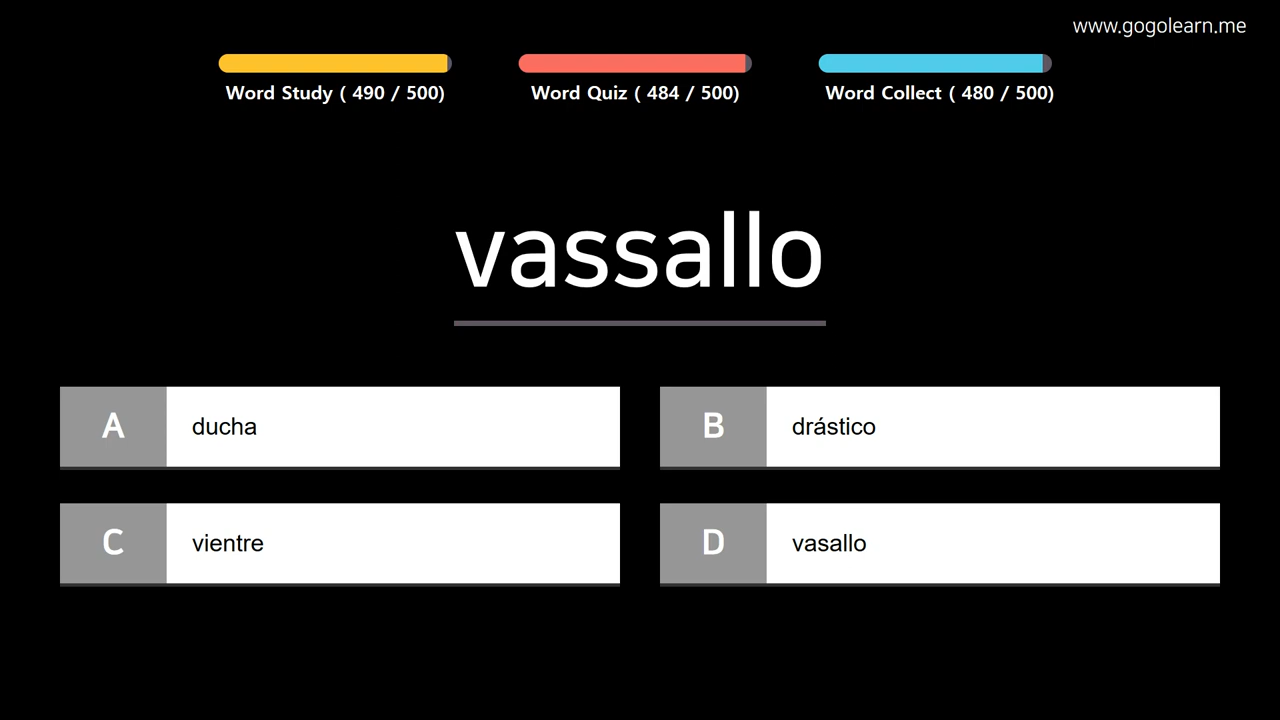 www.gogolearn.me
Word Study ( 490 / 500)
Word Quiz ( 484 / 500)
Word Collect ( 480 / 500)
vassallo
A ducha
B drástico
C vientre
D vasallo